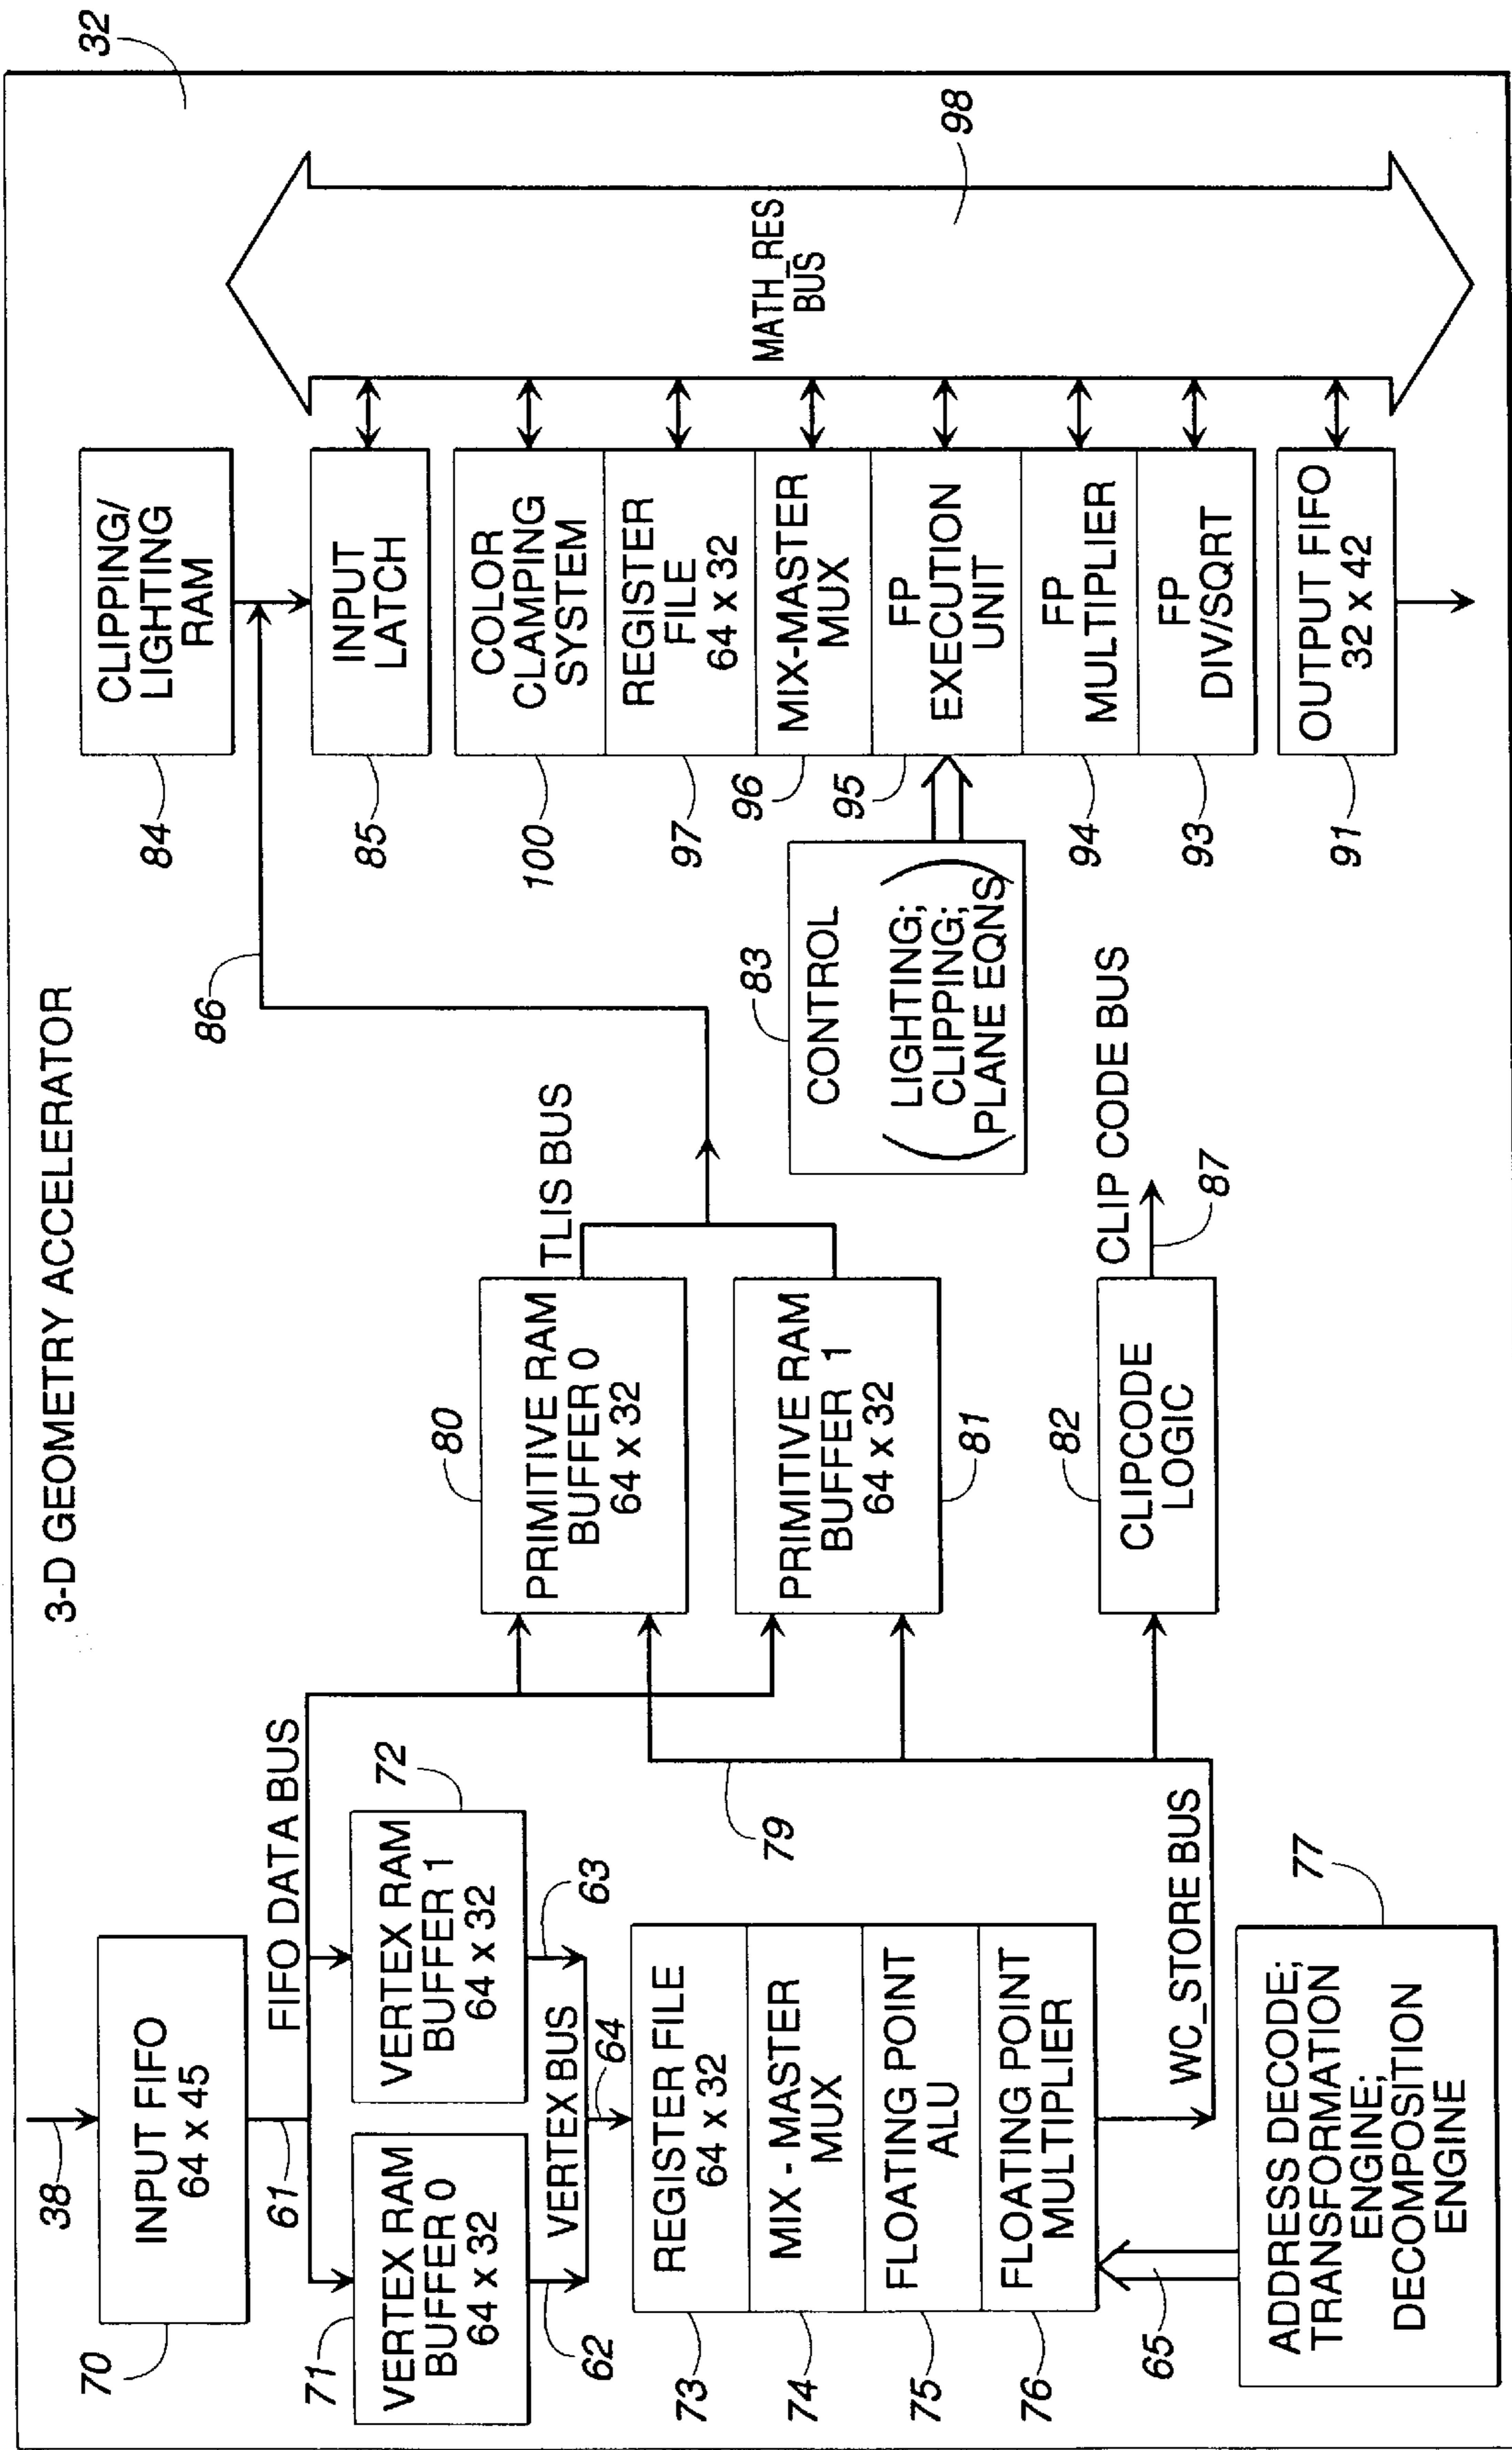 3-D GEOMETRY ACCELERATOR
32
38
INPUT FIFO
64 x 45
70
61
FIFO DATA BUS
71
VERTEX RAM
BUFFER 0
64 x 32
72
VERTEX RAM
BUFFER 1
64 x 32
62
63
VERTEX BUS
64
REGISTER FILE
64 x 32
73
MIX - MASTER
MUX
74
FLOATING POINT
ALU
75
FLOATING POINT
MULTIPLIER
76
65
WC_STORE BUS
77
ADDRESS DECODE;
TRANSFORMATION
ENGINE;
DECOMPOSITION
ENGINE
79
80
PRIMITIVE RAM
BUFFER 0
64 x 32
PRIMITIVE RAM
BUFFER 1
64 x 32
81
82
CLIPCODE
LOGIC
TLIS BUS
CLIP CODE BUS
87
86
83
CONTROL
(LIGHTING;
CLIPPING;
PLANE EQNS)
CLIPPING/
LIGHTING
RAM
84
INPUT
LATCH
85
COLOR
CLAMPING
SYSTEM
100
REGISTER
FILE
64 x 32
97
MIX-MASTER
MUX
96
FP
EXECUTION
UNIT
95
FP
MULTIPLIER
94
FP
DIV/SQRT
93
OUTPUT FIFO
32 x 42
91
MATH_RES
BUS
98